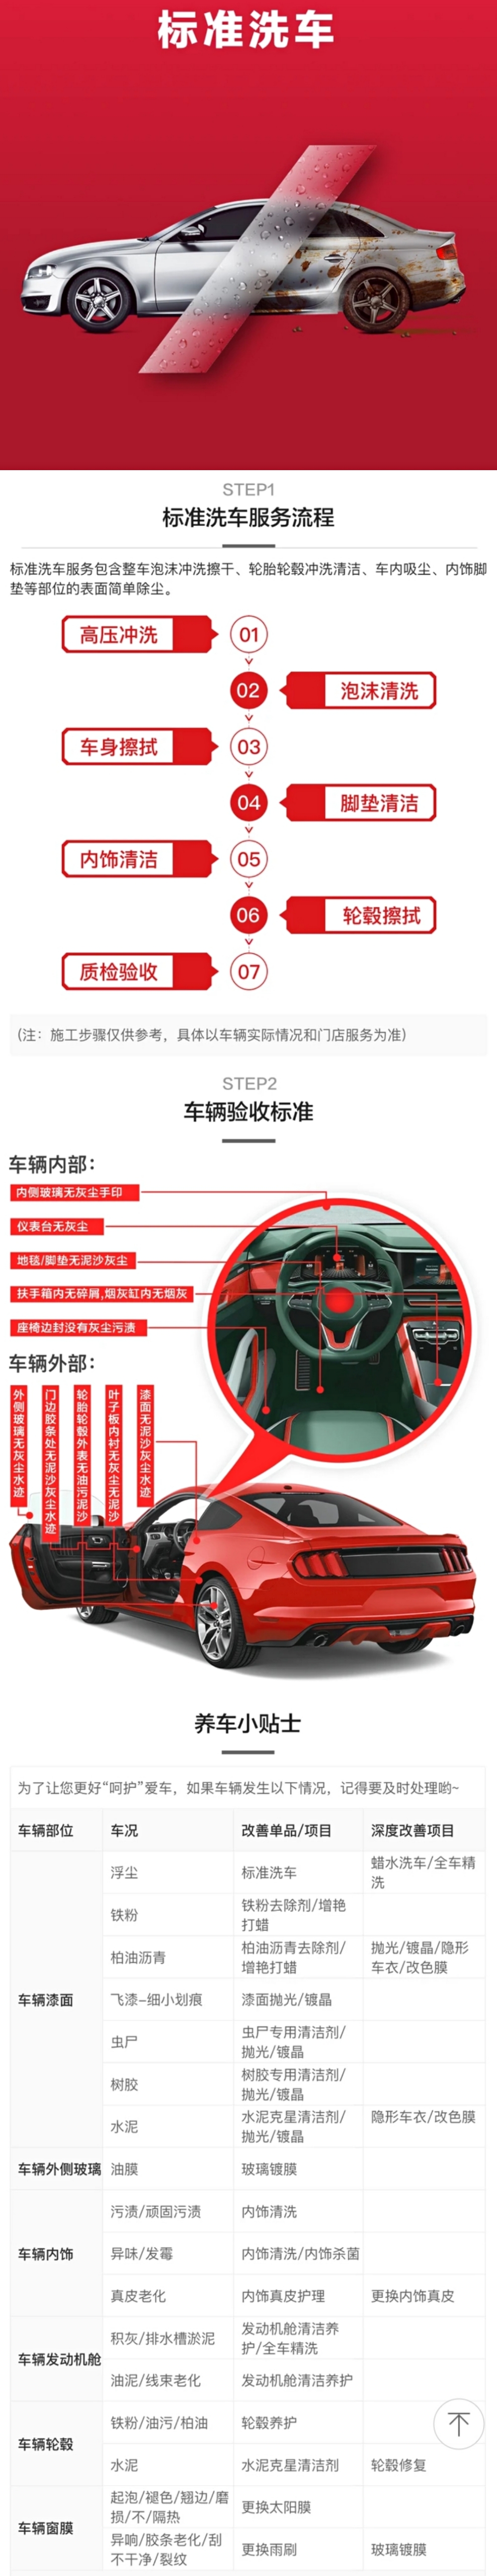 标准洗车
STEP1
标准洗车服务流程
标准洗车服务包含整车泡沫冲洗擦干、轮胎轮毂冲洗清洁、车内吸尘、内饰脚
垫等部位的表面简单除尘。
高压冲洗 01
02 泡沫清洗
车身擦拭 03
04 脚垫清洁
内饰清洁 05
06 轮毂擦拭
质检验收 07
(注：施工步骤仅供参考，具体以车辆实际情况和门店服务为准)
STEP2
车辆验收标准
车辆内部：
内侧玻璃无灰尘手印
仪表台无灰尘
地毯/脚垫无泥沙灰尘
扶手箱内无碎屑,烟灰缸内无烟灰
座椅边封没有灰尘污渍
车辆外部：
外侧玻璃无灰尘水迹
门边胶条处无泥沙灰尘水迹
轮胎轮毂外表无油污泥沙
叶子板内衬无灰尘无泥沙
漆面无泥沙灰尘水迹
养车小贴士
为了让您更好“呵护”爱车，如果车辆发生以下情况，记得要及时处理哟~
车辆部位 车况 改善单品/项目 深度改善项目
车辆漆面
浮尘 标准洗车 蜡水洗车/全车精
洗
铁粉 铁粉去除剂/增艳
打蜡
柏油沥青 柏油沥青去除剂/
增艳打蜡
抛光/镀晶/隐形
车衣/改色膜
飞漆–细小划痕 漆面抛光/镀晶
虫尸 虫尸专用清洁剂/
抛光/镀晶
树胶 树胶专用清洁剂/
抛光/镀晶
水泥 水泥克星清洁剂/
抛光/镀晶
隐形车衣/改色膜
车辆外侧玻璃 油膜 玻璃镀膜
车辆内饰
污渍/顽固污渍 内饰清洗
异味/发霉 内饰清洗/内饰杀菌
真皮老化 内饰真皮护理 更换内饰真皮
车辆发动机舱
积灰/排水槽淤泥 发动机舱清洁养
护/全车精洗
油泥/线束老化 发动机舱清洁养护
车辆轮毂
铁粉/油污/柏油 轮毂养护
水泥 水泥克星清洁剂 轮毂修复
车辆窗膜
起泡/褪色/翘边/磨
损/不/隔热
更换太阳膜
异响/胶条老化/刮
不干净/裂纹
更换雨刷 玻璃镀膜